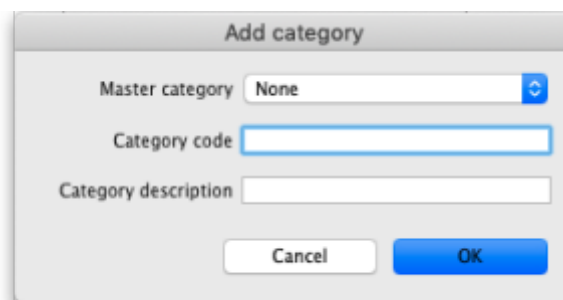 Add category
Master category None
Category code
Category description
Cancel OK